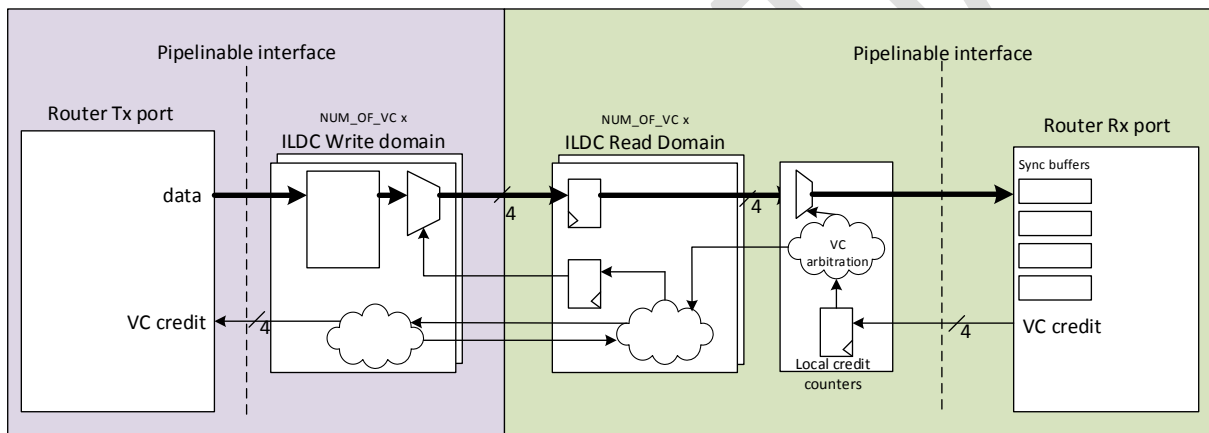 Pipelinable interface
Pipelinable interface
Router Tx port
NUM_OF_VC x
ILDC Write domain
NUM_OF_VC x
ILDC Read Domain
Router Rx port
Sync buffers
data
4
4
VC
arbitration
VC credit
4
4
VC credit
Local credit
counters